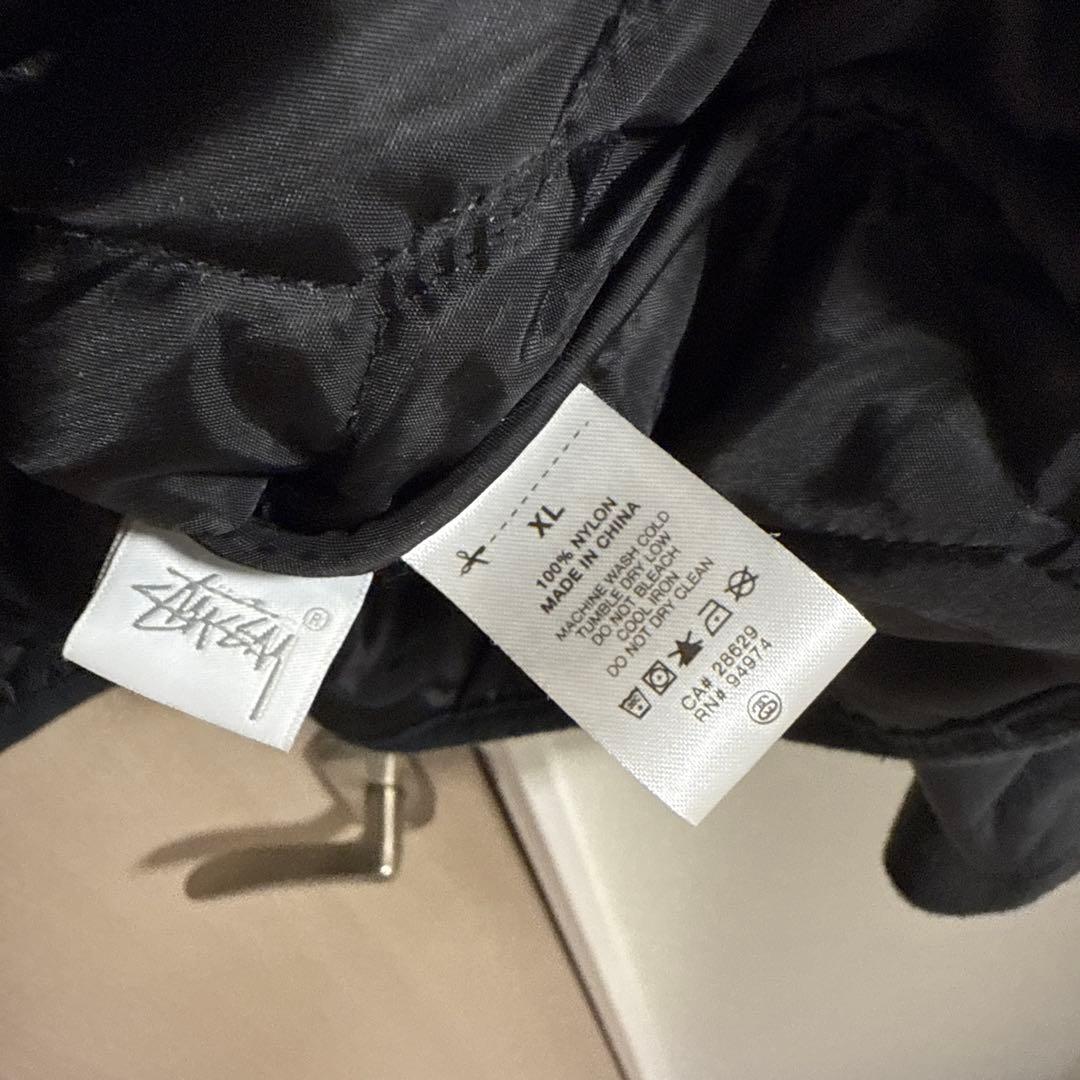 STÜSSY ®
XL
100% NYLON
MADE IN CHINA
MACHINE WASH COLD
TUMBLE DRY LOW
DO NOT BLEACH
COOL IRON
DO NOT DRY CLEAN
CA# 28629
RN# 94974